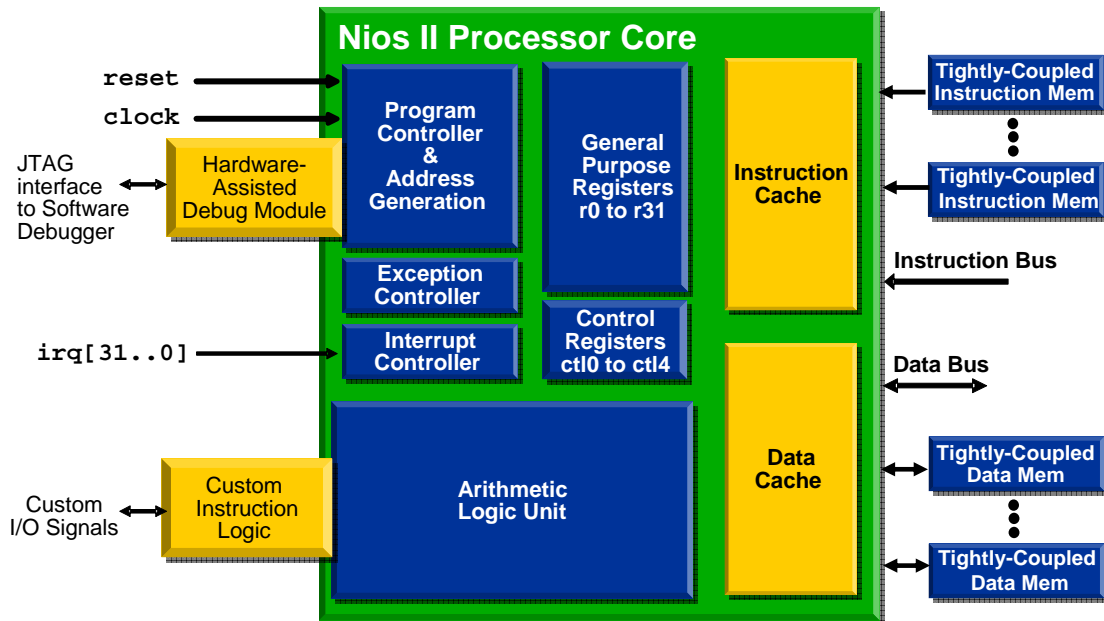 Nios II Processor Core
reset
clock
JTAG
interface
to Software
Debugger
Hardware-
Assisted
Debug Module
Program
Controller
&
Address
Generation
General
Purpose
Registers
r0 to r31
Instruction
Cache
Tightly-Coupled
Instruction Mem
Tightly-Coupled
Instruction Mem
Exception
Controller
Instruction Bus
irq[31..0]
Interrupt
Controller
Control
Registers
ctl0 to ctl4
Data Bus
Custom
I/O Signals
Custom
Instruction
Logic
Arithmetic
Logic Unit
Data
Cache
Tightly-Coupled
Data Mem
Tightly-Coupled
Data Mem